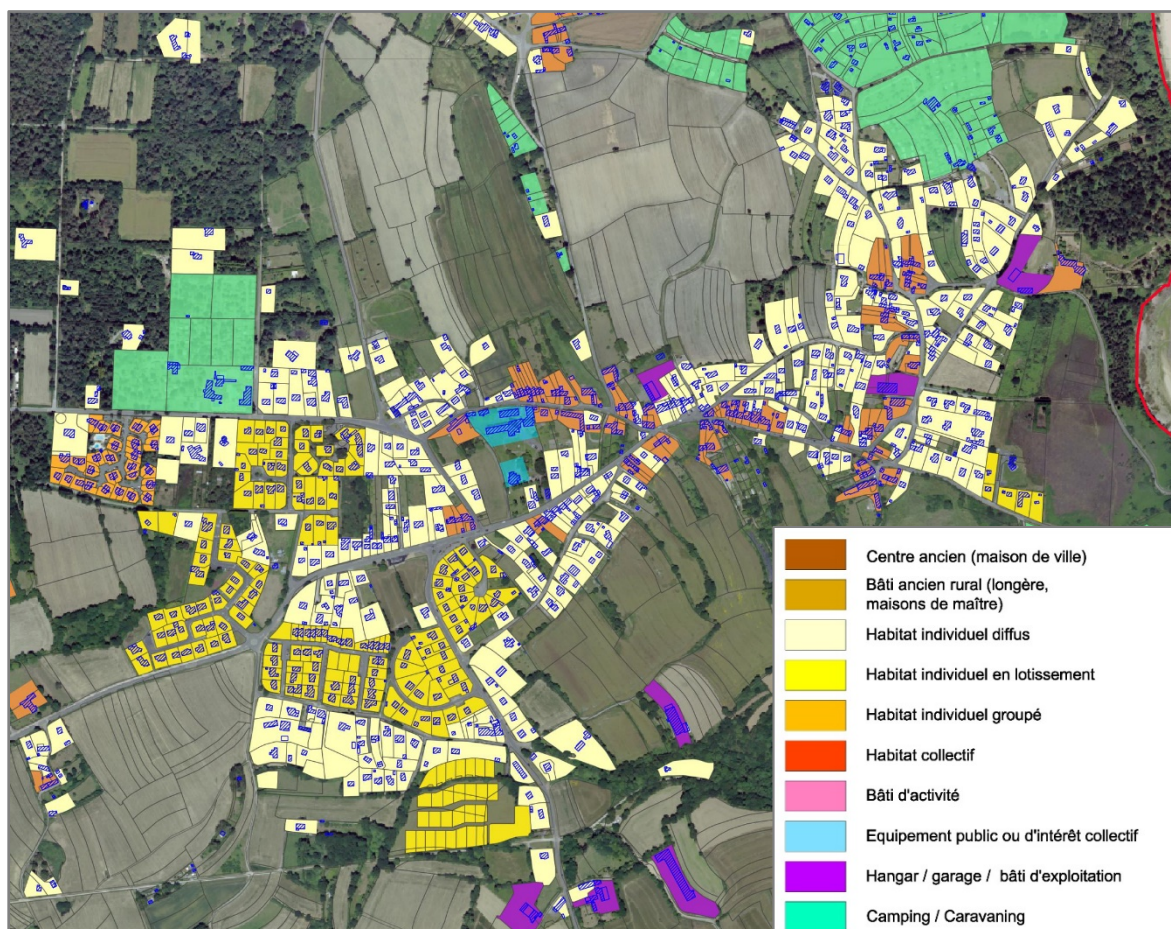 Centre ancien (maison de ville)
Bâti ancien rural (longère,
maisons de maître)
Habitat individuel diffus
Habitat individuel en lotissement
Habitat individuel groupé
Habitat collectif
Bâti d'activité
Equipement public ou d'intérêt collectif
Hangar / garage / bâti d'exploitation
Camping / Caravaning